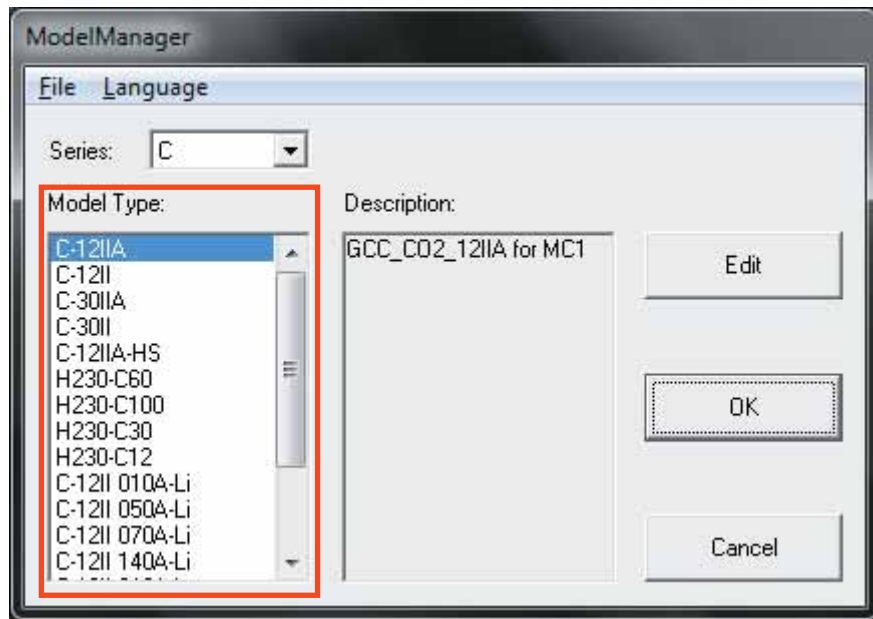 ModelManager
File Language
Series: C
Model Type:
C-12IIA
C-12II
C-30IIA
C-30II
C-12IIA-HS
H230-C60
H230-C100
H230-C30
H230-C12
C-12II 010A-Li
C-12II 050A-Li
C-12II 070A-Li
C-12II 140A-Li
Description:
GCC_CO2_12IIA for MC1
Edit
OK
Cancel